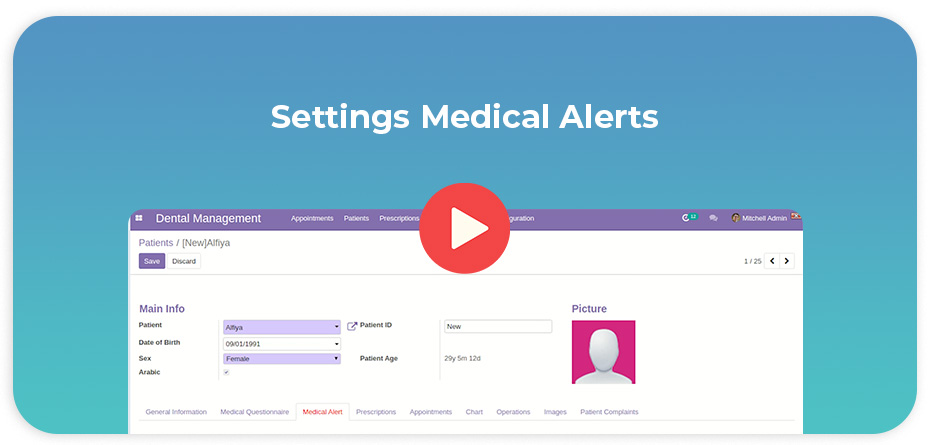 Settings Medical Alerts
Dental Management Appointments Patients Prescriptions guration 12 Mitchell Admin
Patients / [New]Alfiya
Save Discard 1 / 25
Main Info Picture
Patient Alfiya Patient ID New
Date of Birth 09/01/1991
Sex Female Patient Age 29y 5m 12d
Arabic
General Information Medical Questionnaire Medical Alert Prescriptions Appointments Chart Operations Images Patient Complaints